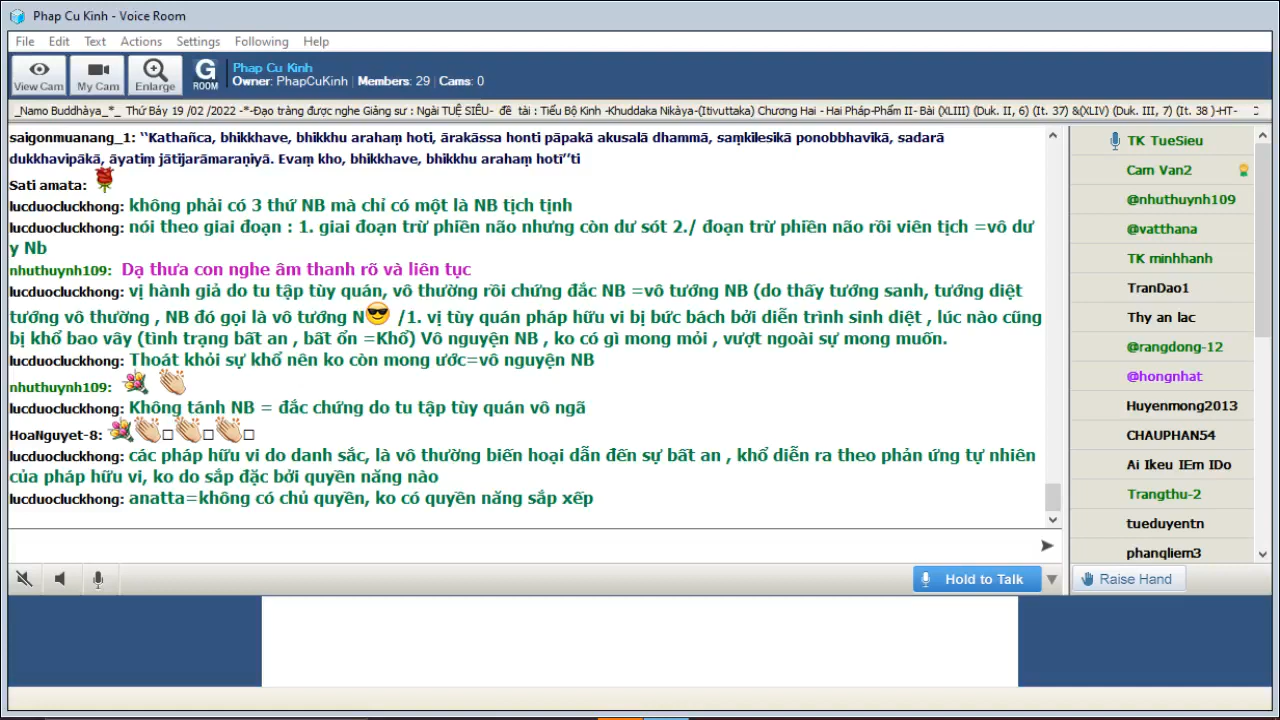 Phap Cu Kinh - Voice Room
File Edit Text Actions Settings Following Help
View Cam My Cam Enlarge G ROOM
Phap Cu Kinh
Owner: PhapCuKinh | Members: 29 | Cams: 0
_Namo Buddhàya_*_ Thứ Bảy 19 /02 /2022 -*-Đạo tràng được nghe Giảng sư : Ngài TUỆ SIÊU- đề tài : Tiểu Bộ Kinh -Khuddaka Nikàya-(Itivuttaka) Chương Hai - Hai Pháp-Phẩm II- Bài (XLIII) (Duk. II, 6) (It. 37) &(XLIV) (Duk. III, 7) (It. 38 )-HT-
saigonmuanang_1: ‘‘Kathañca, bhikkhave, bhikkhu arahaṃ hoti, ārakāssa honti pāpakā akusalā dhammā, saṃkilesikā ponobbhavikā, sadarā
dukkhavipākā, āyatiṃ jātijarāmaraṇiyā. Evaṃ kho, bhikkhave, bhikkhu arahaṃ hotī’’ti
Sati amata:
lucduocluckhong: không phải có 3 thứ NB mà chỉ có một là NB tịch tịnh
lucduocluckhong: nói theo giai đoạn : 1. giai đoạn trừ phiền não nhưng còn dư sót 2./ đoạn trừ phiền não rồi viên tịch =vô dư
y Nb
nhuthuynh109: Dạ thưa con nghe âm thanh rõ và liên tục
lucduocluckhong: vị hành giả do tu tập tùy quán, vô thường rồi chứng đắc NB =vô tướng NB (do thấy tướng sanh, tướng diệt
tướng vô thường , NB đó gọi là vô tướng N /1. vị tùy quán pháp hữu vi bị bức bách bởi diễn trình sinh diệt , lúc nào cũng
bị khổ bao vây (tình trạng bất an , bất ổn =Khổ) Vô nguyện NB , ko có gì mong mỏi , vượt ngoài sự mong muốn.
lucduocluckhong: Thoát khỏi sự khổ nên ko còn mong ước=vô nguyện NB
nhuthuynh109:
lucduocluckhong: Không tánh NB = đắc chứng do tu tập tùy quán vô ngã
HoaNguyet-8:
lucduocluckhong: các pháp hữu vi do danh sắc, là vô thường biến hoại dẫn đến sự bất an , khổ diễn ra theo phản ứng tự nhiên
của pháp hữu vi, ko do sắp đặc bởi quyền năng nào
lucduocluckhong: anatta=không có chủ quyền, ko có quyền năng sắp xếp
TK TueSieu
Cam Van2
@nhuthuynh109
@vatthana
TK minhhanh
TranDao1
Thy an lac
@rangdong-12
@hongnhat
Huyenmong2013
CHAUPHAN54
Ai Ikeu IEm IDo
Trangthu-2
tueduyentn
phanqliem3
Hold to Talk
Raise Hand